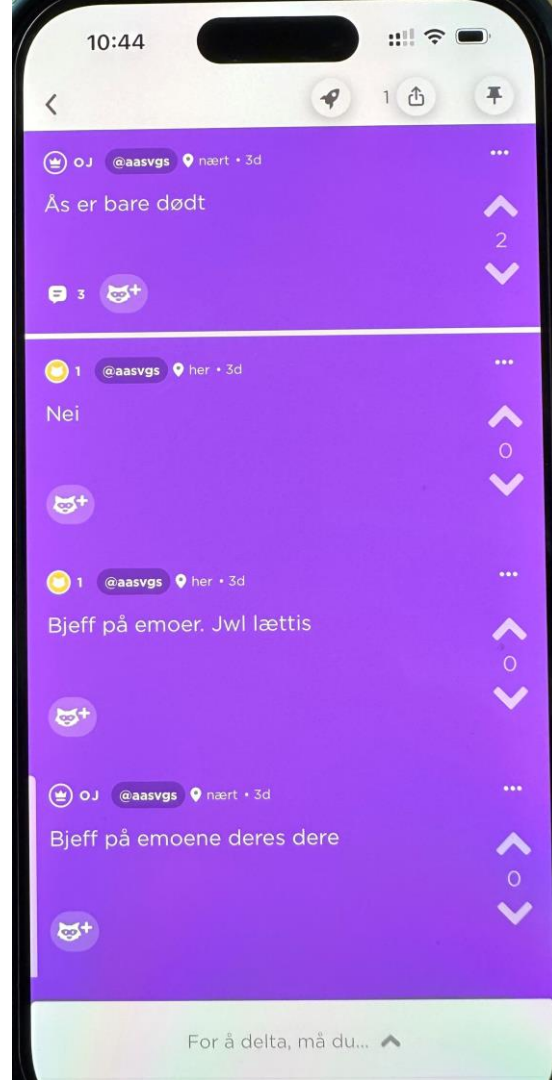 10:44
1
OJ @aasvgs nært • 3d
Ås er bare dødt
2
3
1 @aasvgs her • 3d
Nei
0
1 @aasvgs her • 3d
Bjeff på emoer. Jwl lættis
0
OJ @aasvgs nært • 3d
Bjeff på emoene deres dere
0
For å delta, må du...